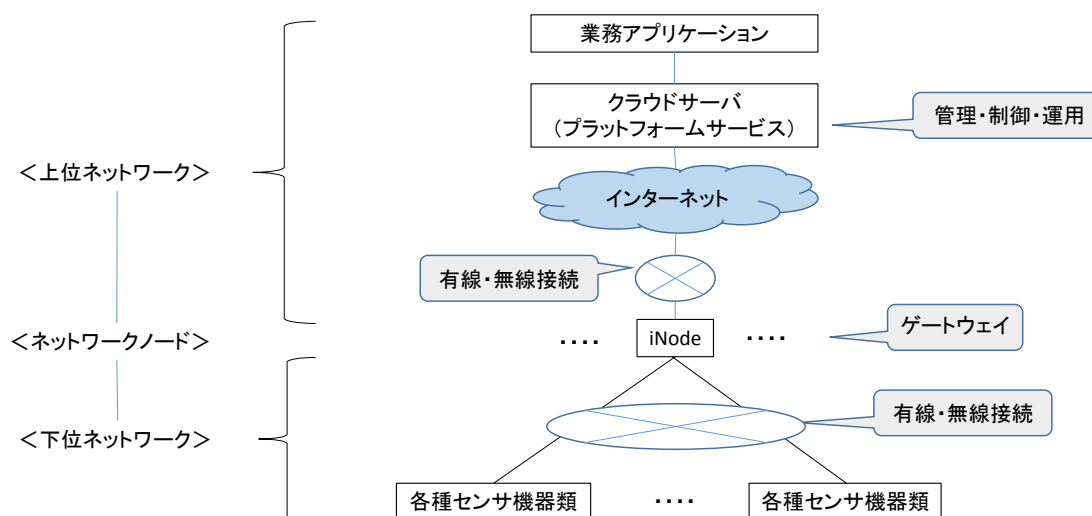 業務アプリケーション
クラウドサーバ
(プラットフォームサービス)
管理・制御・運用
<上位ネットワーク>
インターネット
有線・無線接続
<ネットワークノード>
････
iNode
････
ゲートウェイ
有線・無線接続
<下位ネットワーク>
各種センサ機器類
････
各種センサ機器類